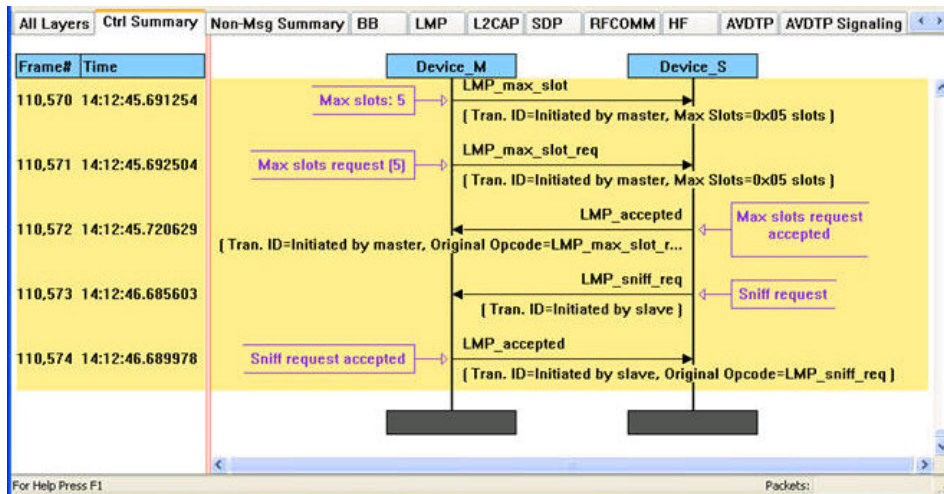 All Layers Ctrl Summary Non-Msg Summary BB LMP L2CAP SDP RFCOMM HF AVDTP AVDTP Signaling
Frame# Time Device_M Device_S
LMP_max_slot
110,570 14:12:45.691254 Max slots: 5
( Tran. ID=Initiated by master, Max Slots=0x05 slots )
LMP_max_slot_req
110,571 14:12:45.692504 Max slots request (5)
( Tran. ID=Initiated by master, Max Slots=0x05 slots )
LMP_accepted Max slots request
110,572 14:12:45.720629 accepted
( Tran. ID=Initiated by master, Original Opcode=LMP_max_slot_r...
LMP_sniff_req
110,573 14:12:46.685603 Sniff request
( Tran. ID=Initiated by slave )
LMP_accepted
110,574 14:12:46.689978 Sniff request accepted
( Tran. ID=Initiated by slave, Original Opcode=LMP_sniff_req )
For Help Press F1 Packets: